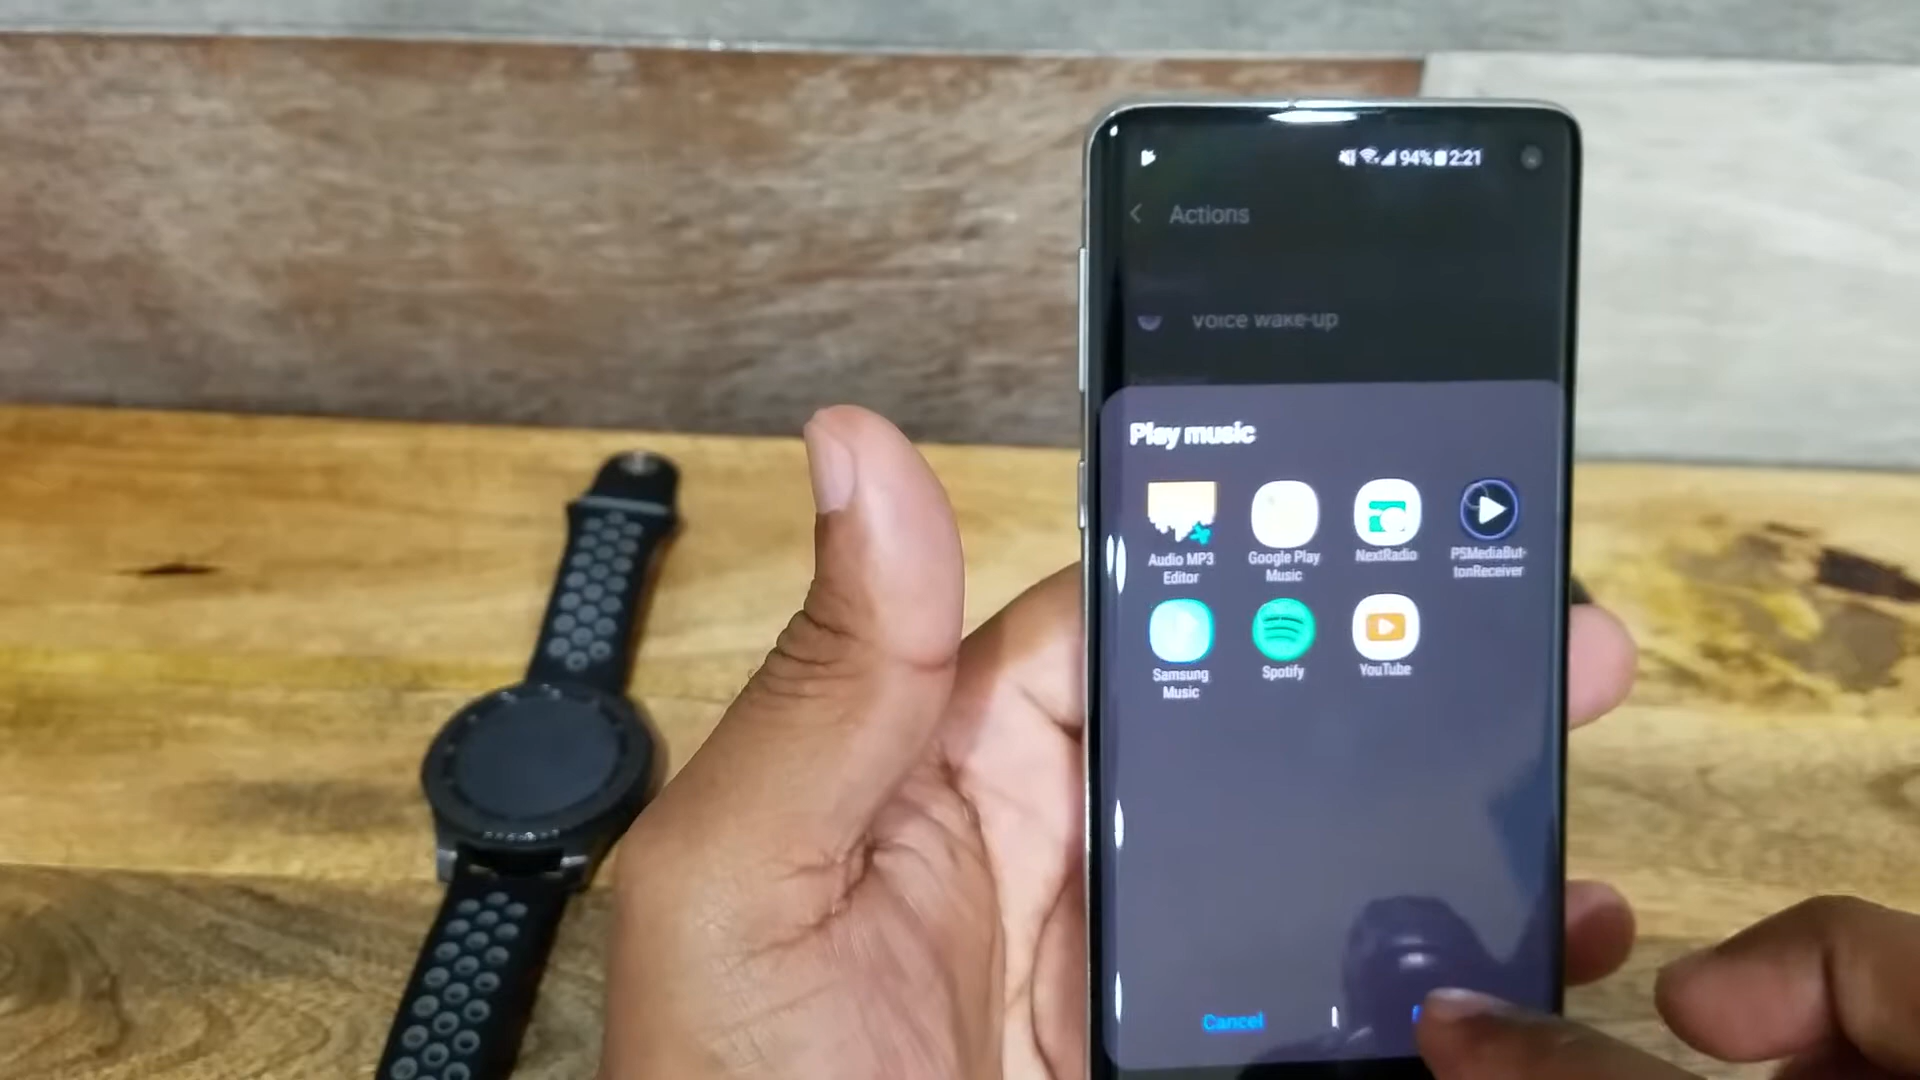 94% 2:21
Actions
Voice wake-up
Play music
Audio MP3
Editor
Google Play
Music
NextRadio
PSMediaBut-
tonReceiver
Samsung
Music
Spotify
YouTube
Cancel